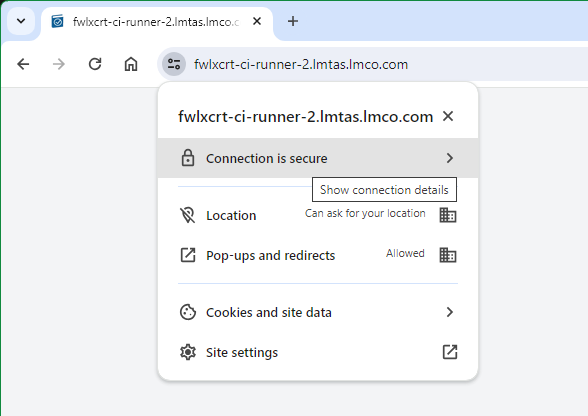 fwlxcrt-ci-runner-2.lmtas.lmco.c
fwlxcrt-ci-runner-2.lmtas.lmco.com
fwlxcrt-ci-runner-2.lmtas.lmco.com
Connection is secure
Show connection details
Location Can ask for your location
Pop-ups and redirects Allowed
Cookies and site data
Site settings